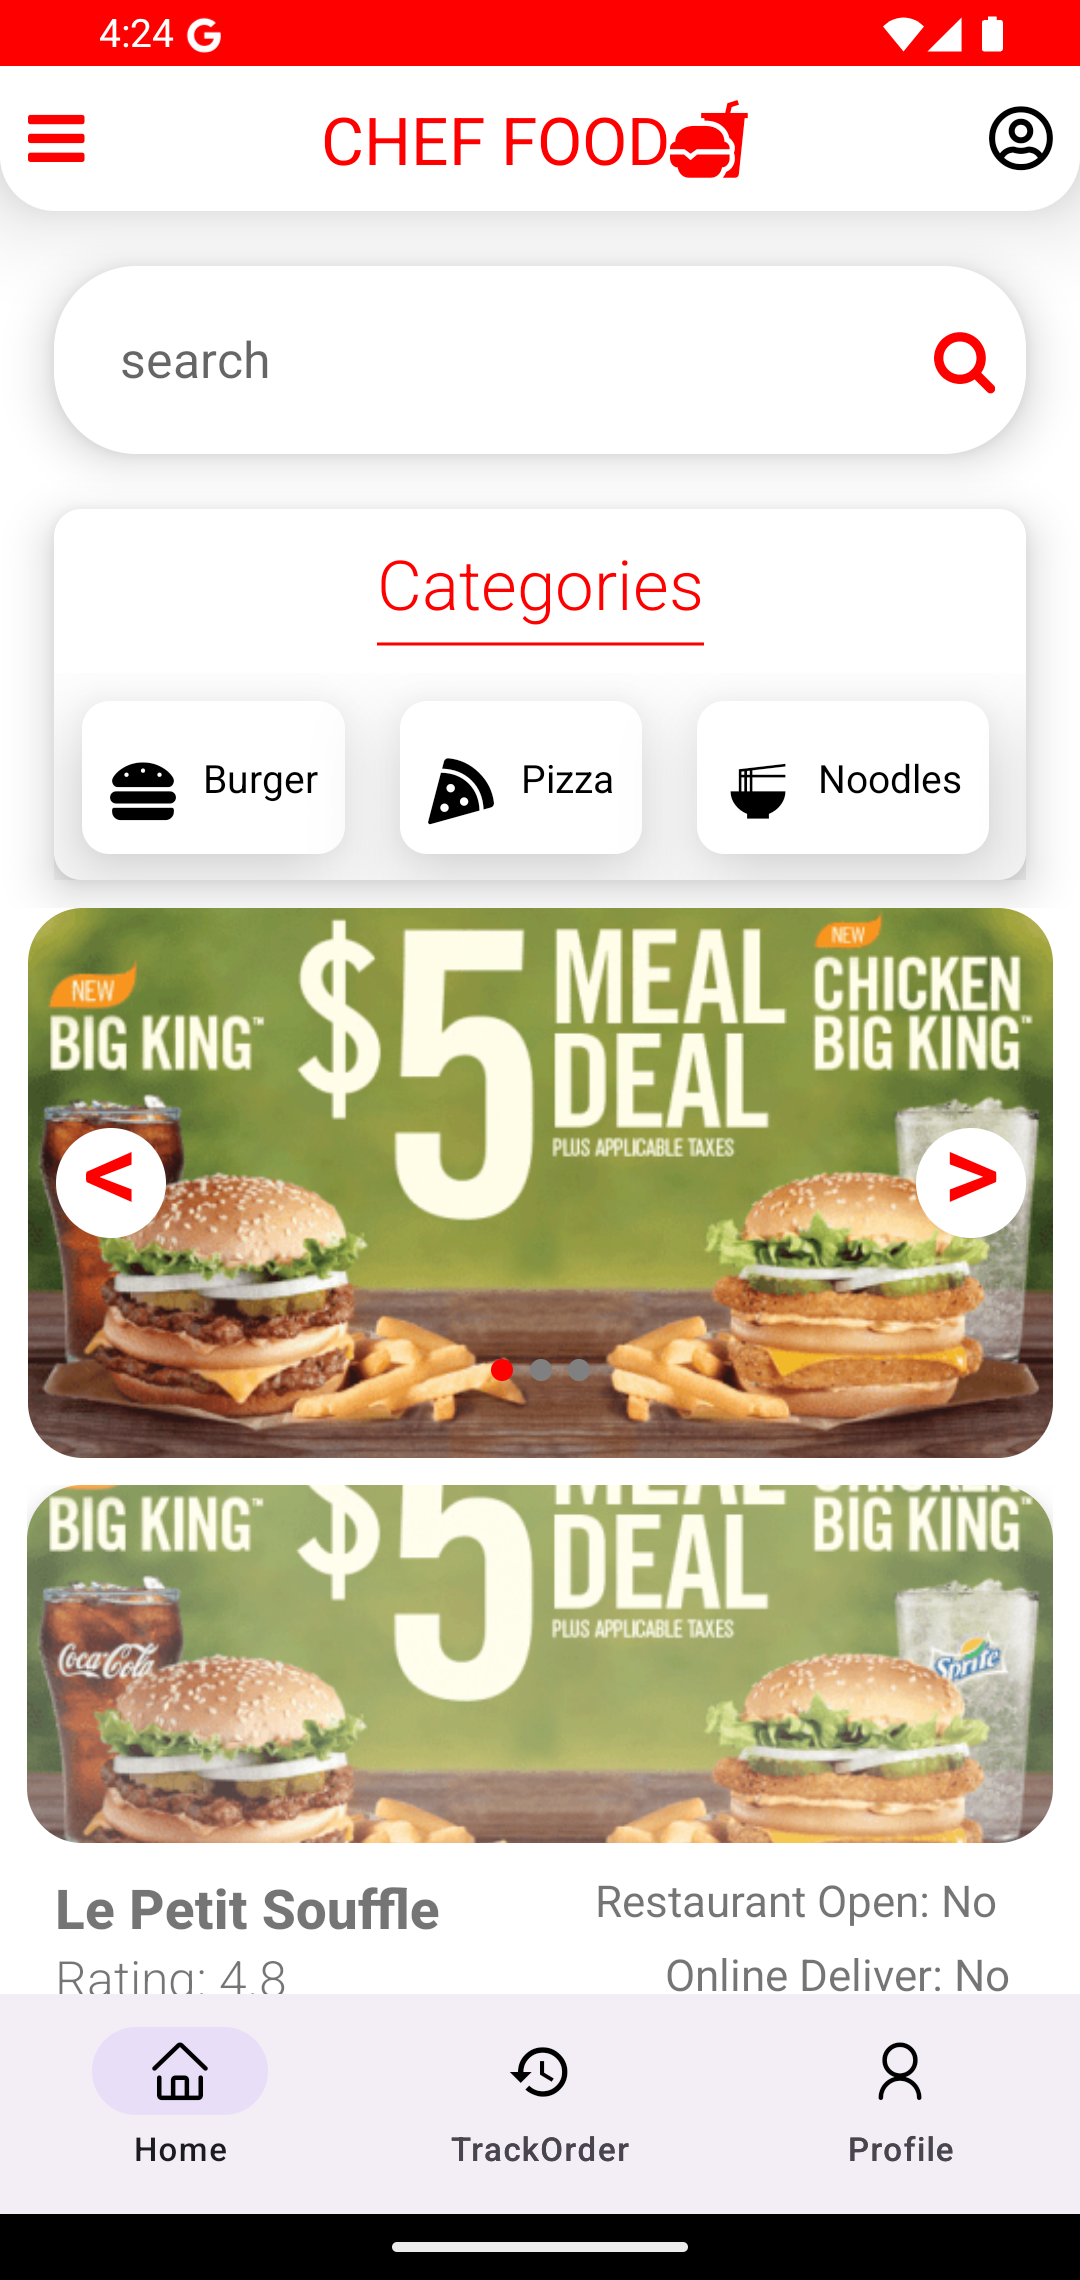 4:24
CHEF FOOD
search
Categories
Burger
Pizza
Noodles
NEW
BIG KING™
$5 MEAL DEAL
PLUS APPLICABLE TAXES
NEW
CHICKEN
BIG KING™
<
>
BIG KING™
$5 MEAL DEAL
PLUS APPLICABLE TAXES
CHICKEN
BIG KING™
Coca-Cola
Sprite
Le Petit Souffle
Restaurant Open: No
Rating: 4.8
Online Deliver: No
Home
TrackOrder
Profile